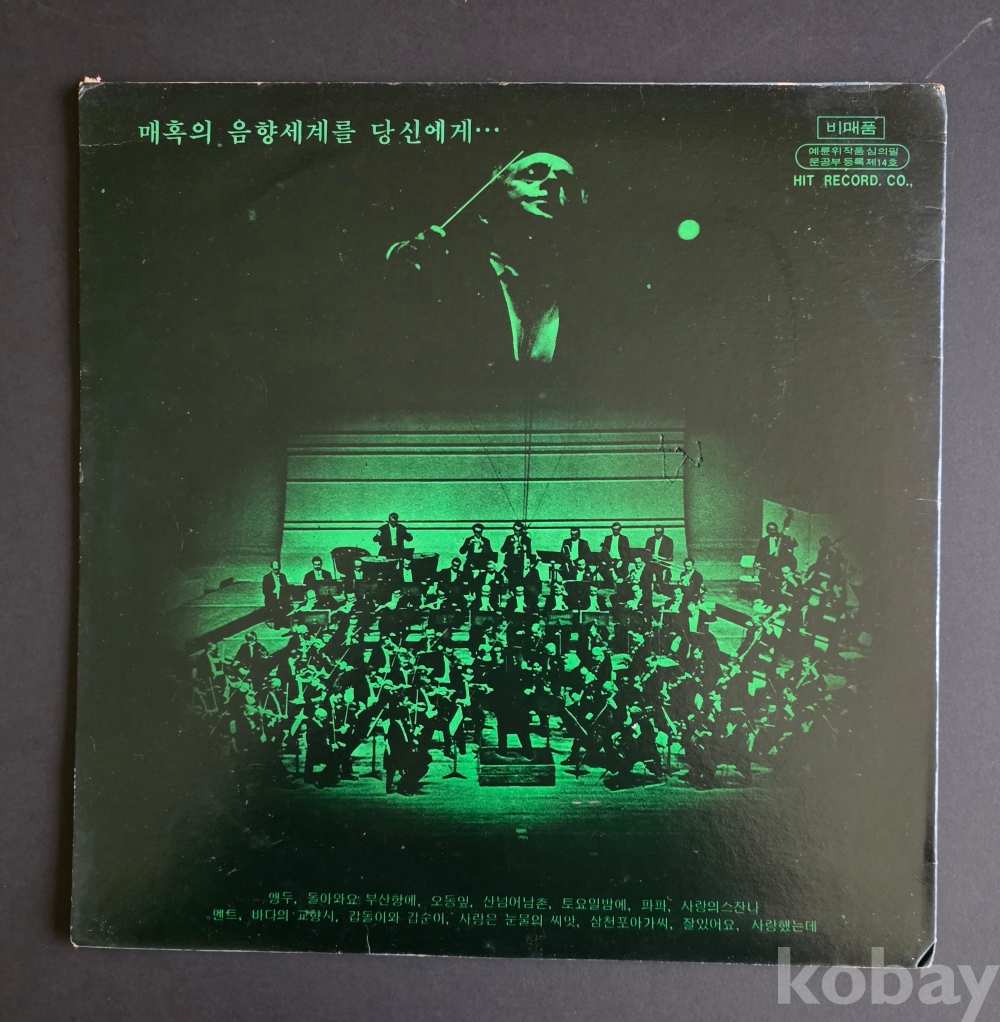 매혹의 음향세계를 당신에게…
비매품
예륜위작품심의필
문공부등록제14호
HIT RECORD. CO.,
앵두, 돌아와요 부산항에, 오동잎, 산넘어남촌, 토요일밤에, 파파, 사랑의스잔나
멘트, 바다의 교향시, 갑돌이와 갑순이, 사랑은 눈물의 씨앗, 삼천포아가씨, 잘있어요, 사랑했는데
kobay